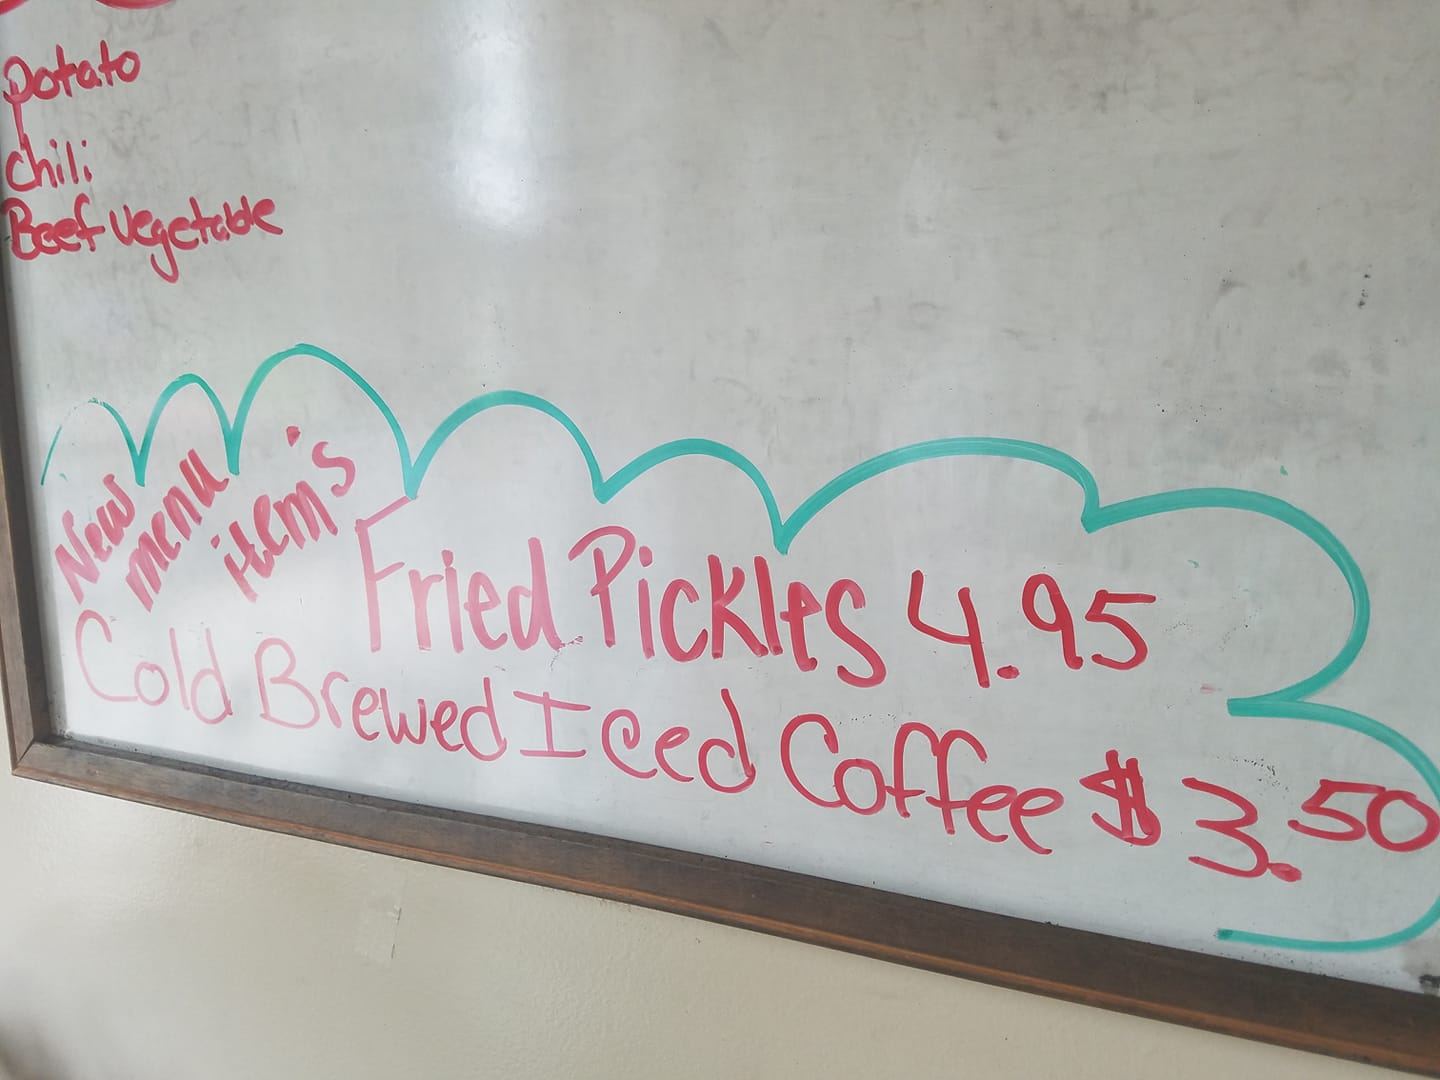 potato
chili
Beef vegetable
New
menu
item's
Fried Pickles 4.95
Cold Brewed Iced Coffee $3.50